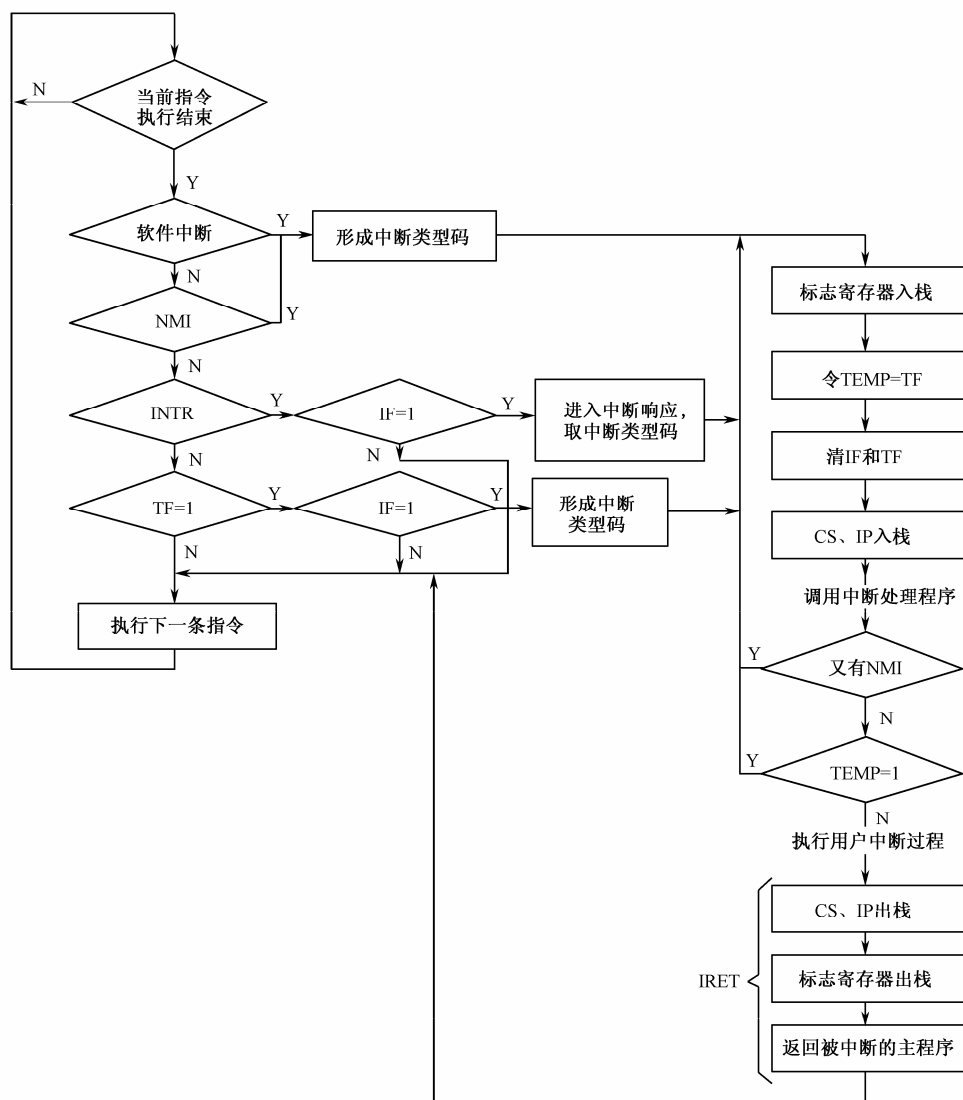 N
当前指令
执行结束
Y
软件中断
Y
形成中断类型码
N
NMI
Y
N
INTR
Y
IF=1
Y
进入中断响应，
取中断类型码
N
N
TF=1
Y
IF=1
Y
形成中断
类型码
N
N
执行下一条指令
标志寄存器入栈
令TEMP=TF
清IF和TF
CS、IP入栈
调用中断处理程序
又有NMI
Y
N
TEMP=1
Y
N
执行用户中断过程
IRET
CS、IP出栈
标志寄存器出栈
返回被中断的主程序